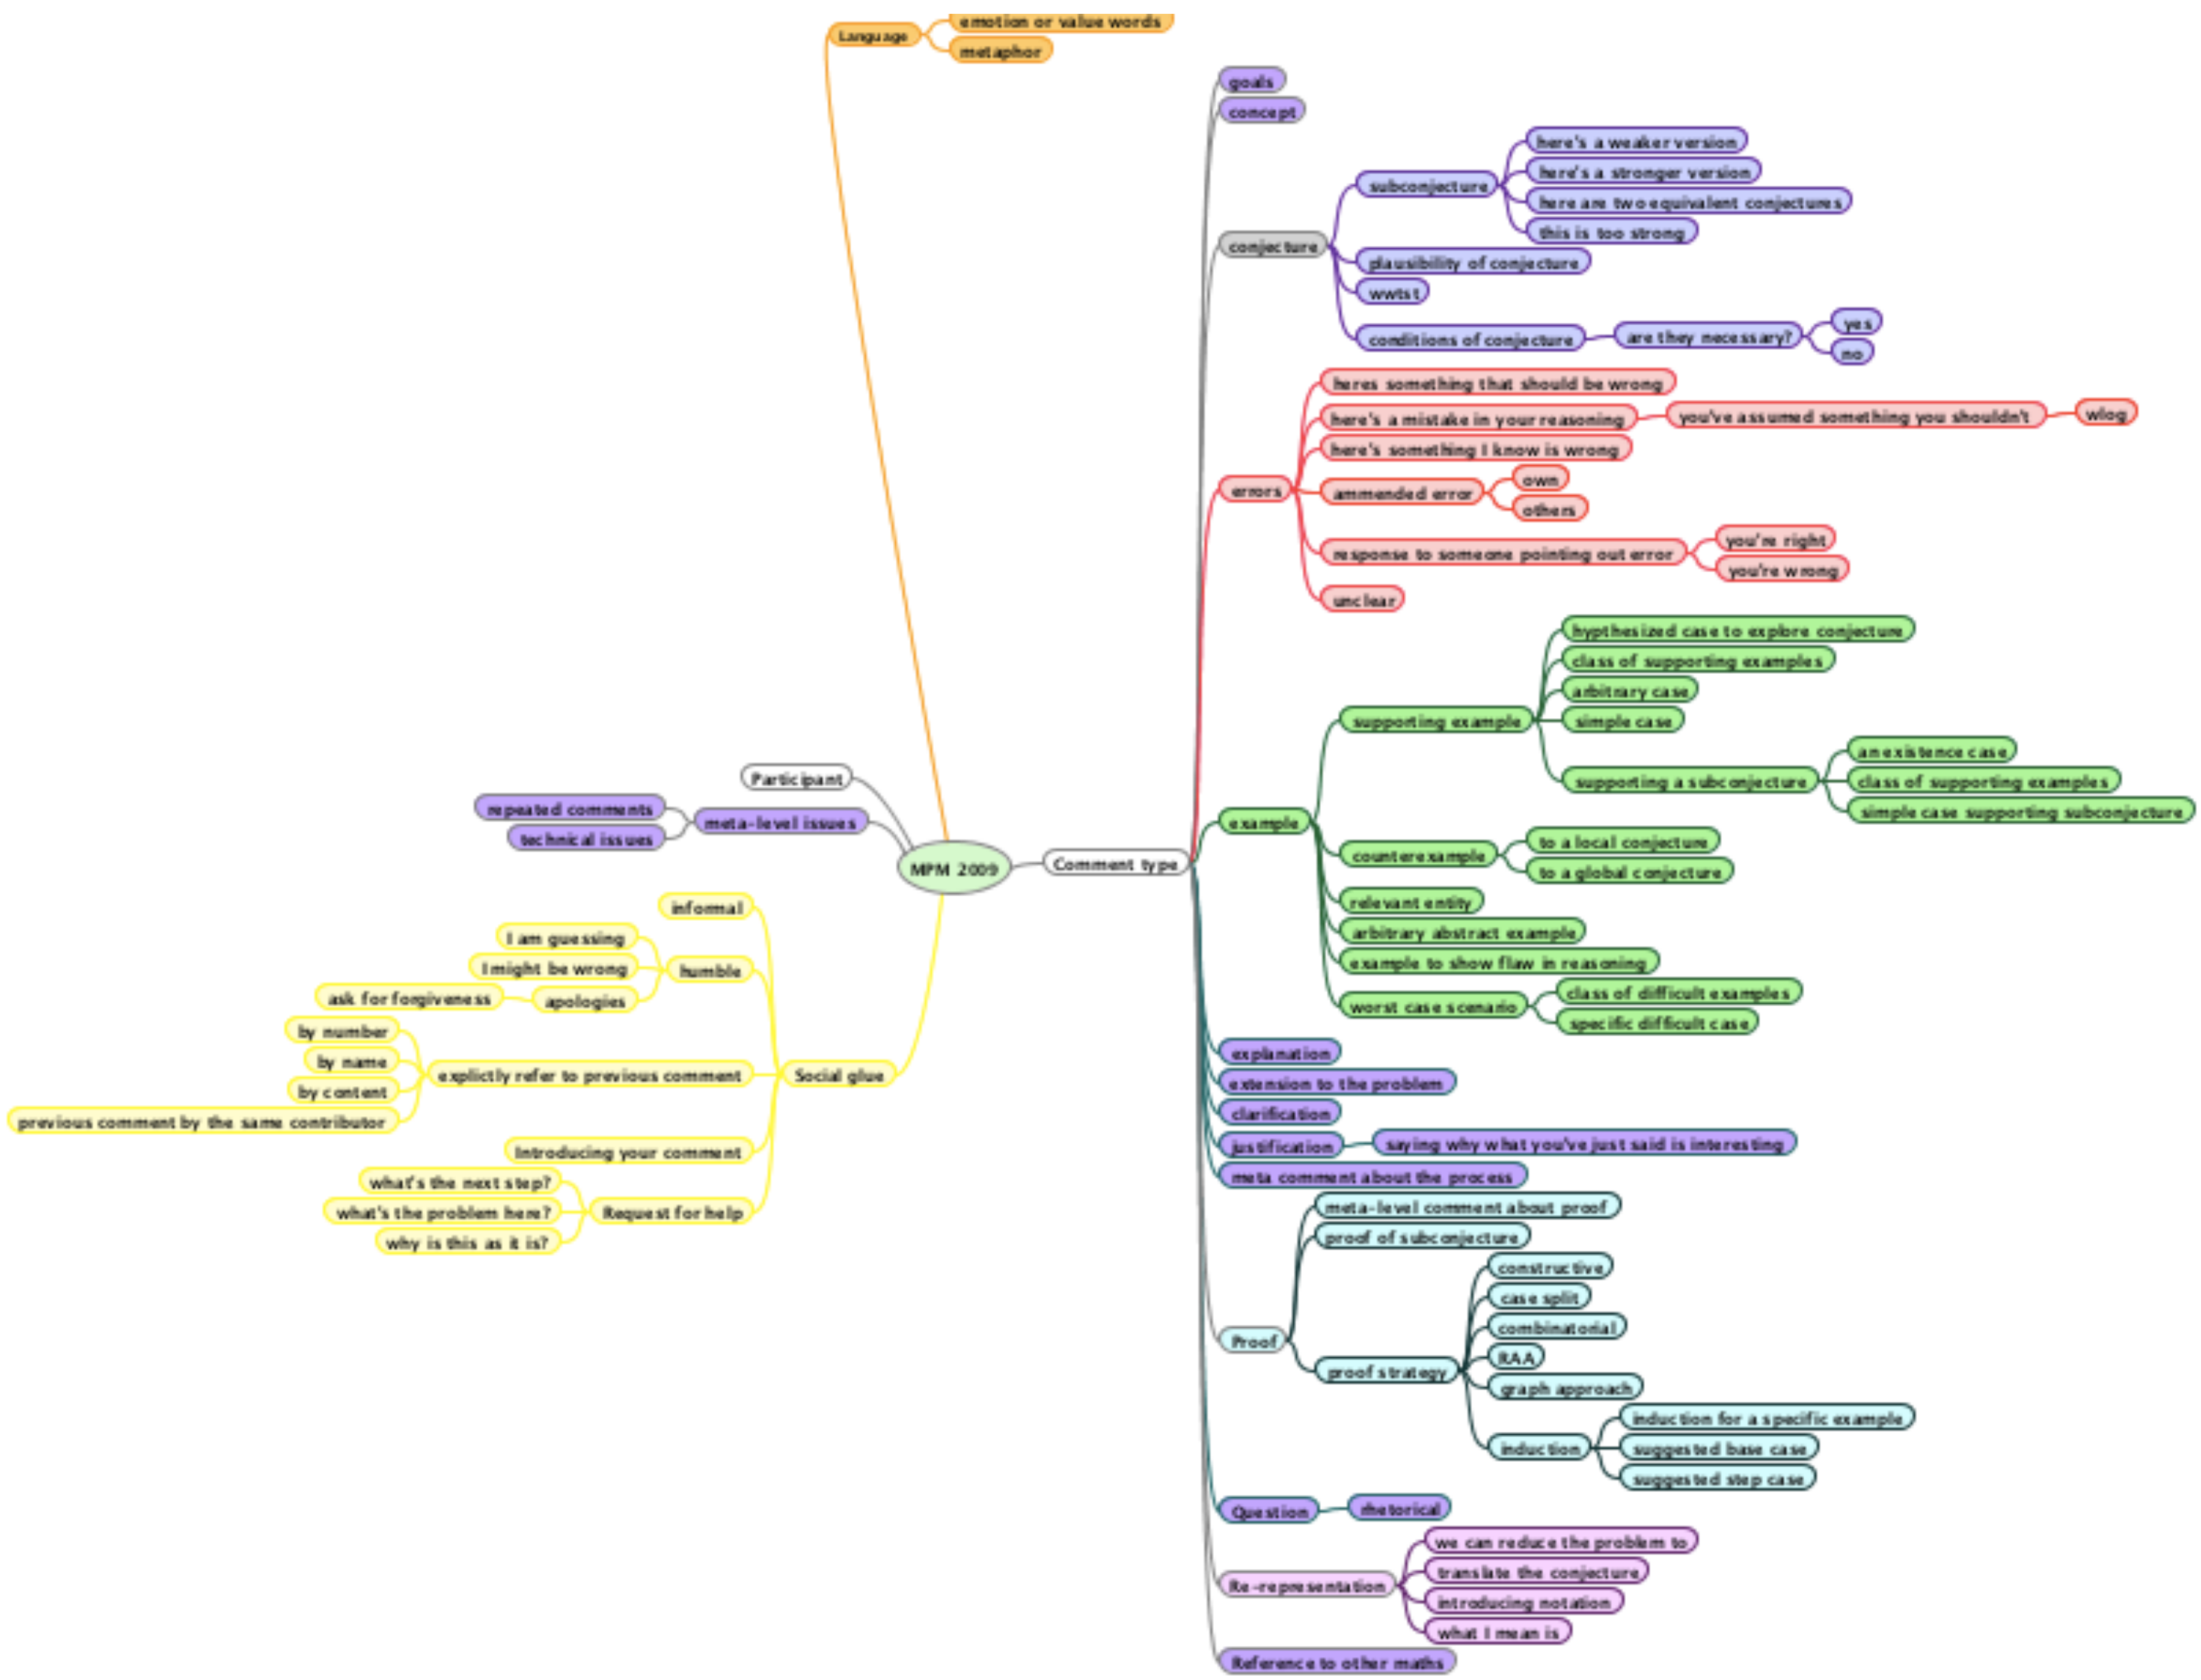 emotion or value words
Language
metaphor
goals
concept
here's a weaker version
here's a stronger version
subconjecture
here are two equivalent conjectures
this is too strong
conjecture
plausibility of conjecture
wwtst
conditions of conjecture
are they necessary?
yes
no
heres something that should be wrong
here's a mistake in your reasoning
you've assumed something you shouldn't
wlog
here's something I know is wrong
errors
ammended error
own
others
response to someone pointing out error
you're right
you're wrong
unclear
hypthesized case to explore conjecture
class of supporting examples
arbitrary case
supporting example
simple case
supporting a subconjecture
an existence case
class of supporting examples
simple case supporting subconjecture
example
counterexample
to a local conjecture
to a global conjecture
relevant entity
arbitrary abstract example
example to show flaw in reasoning
worst case scenario
class of difficult examples
specific difficult case
Participant
repeated comments
meta-level issues
technical issues
MPM 2009
Comment type
informal
I am guessing
I might be wrong
humble
ask for forgiveness
apologies
by number
by name
explictly refer to previous comment
Social glue
by content
previous comment by the same contributor
Introducing your comment
what's the next step?
what's the problem here?
Request for help
why is this as it is?
explanation
extension to the problem
clarification
justification
saying why what you've just said is interesting
meta comment about the process
meta-level comment about proof
proof of subconjecture
Proof
constructive
case split
combinatorial
RAA
proof strategy
graph approach
induction
induction for a specific example
suggested base case
suggested step case
Question
rhetorical
we can reduce the problem to
translate the conjecture
Re-representation
introducing notation
what I mean is
Reference to other maths